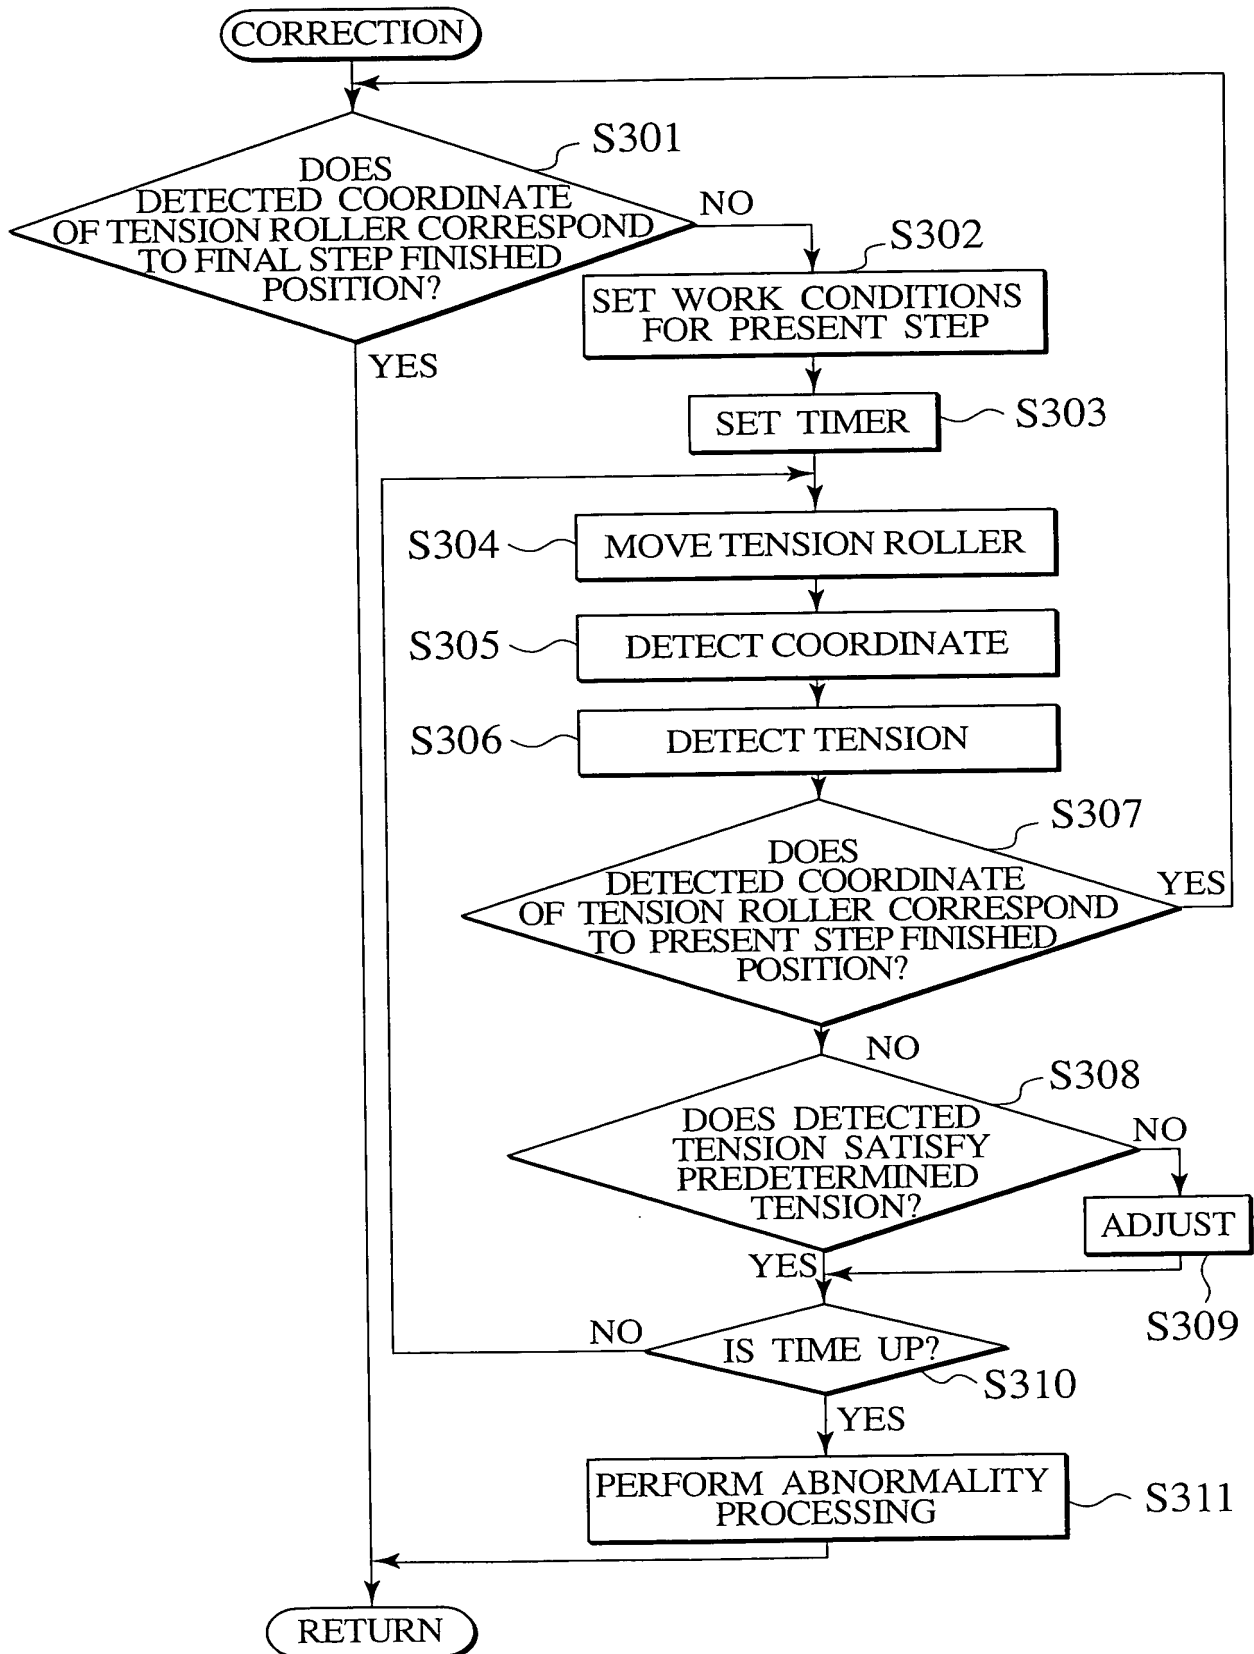 CORRECTION
S301
DOES
DETECTED COORDINATE
OF TENSION ROLLER CORRESPOND
TO FINAL STEP FINISHED
POSITION?
NO
YES
S302
SET WORK CONDITIONS
FOR PRESENT STEP
SET TIMER
S303
S304
MOVE TENSION ROLLER
S305
DETECT COORDINATE
S306
DETECT TENSION
S307
DOES
DETECTED COORDINATE
OF TENSION ROLLER CORRESPOND
TO PRESENT STEP FINISHED
POSITION?
YES
NO
S308
DOES DETECTED
TENSION SATISFY
PREDETERMINED
TENSION?
NO
ADJUST
S309
YES
NO
IS TIME UP?
S310
YES
PERFORM ABNORMALITY
PROCESSING
S311
RETURN